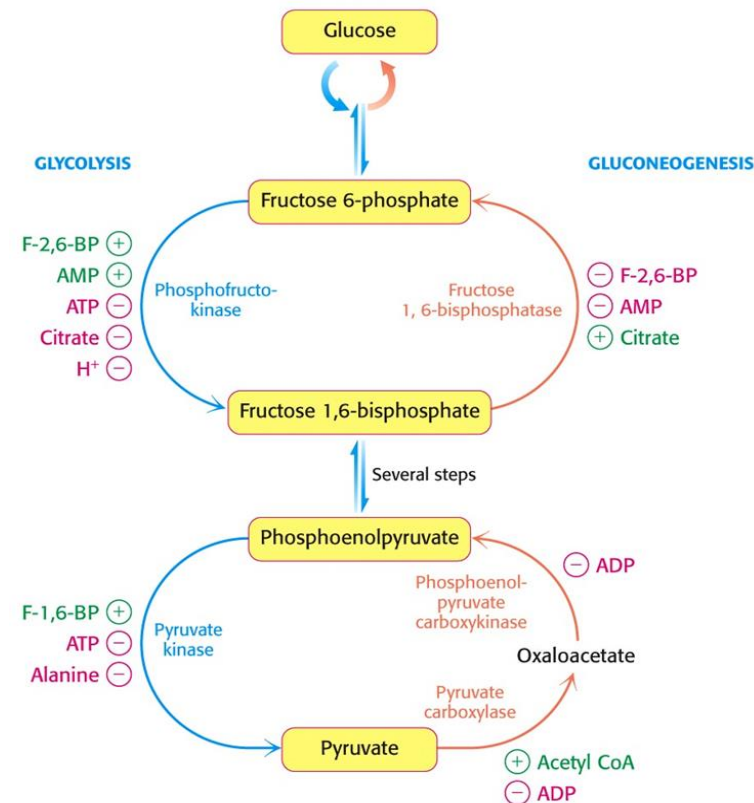 Glucose
GLYCOLYSIS
GLUCONEOGENESIS
Fructose 6-phosphate
F-2,6-BP +
AMP +
ATP −
Citrate −
H⁺ −
Phosphofructo-
kinase
Fructose
1, 6-bisphosphatase
− F-2,6-BP
− AMP
+ Citrate
Fructose 1,6-bisphosphate
Several steps
Phosphoenolpyruvate
F-1,6-BP +
ATP −
Alanine −
Pyruvate
kinase
Phosphoenol-
pyruvate
carboxykinase
− ADP
Oxaloacetate
Pyruvate
carboxylase
Pyruvate
+ Acetyl CoA
− ADP